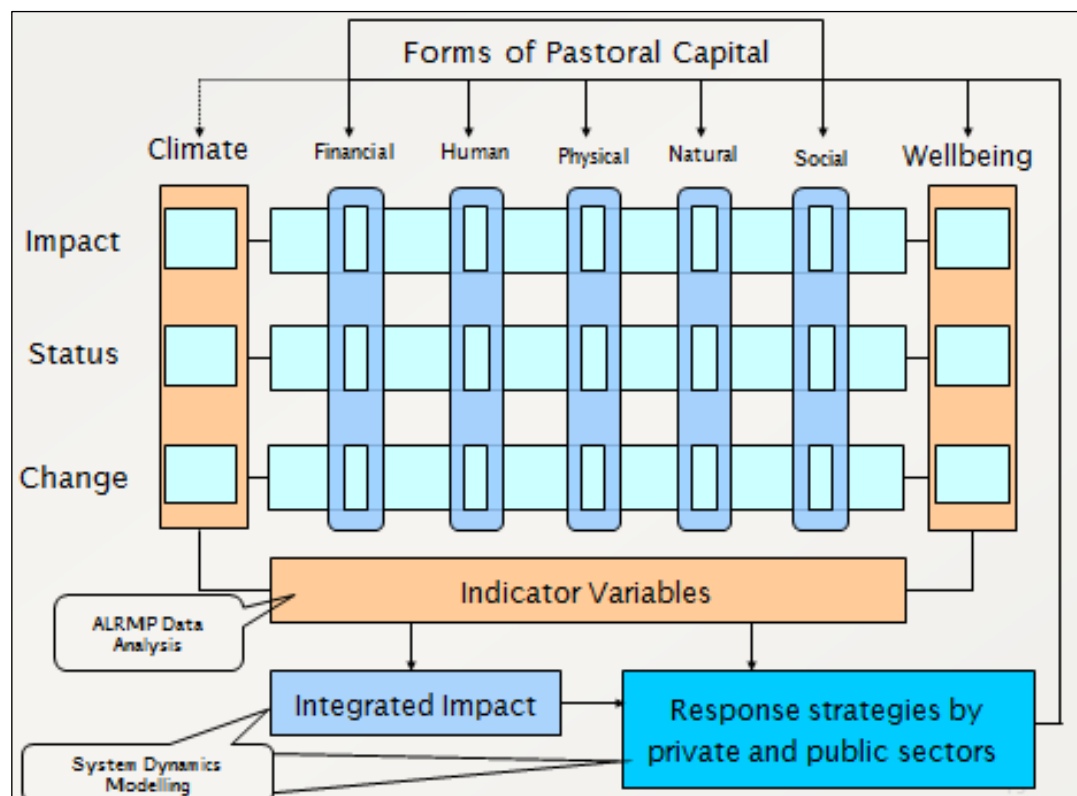 Forms of Pastoral Capital
Climate
Financial
Human
Physical
Natural
Social
Wellbeing
Impact
Status
Change
Indicator Variables
ALRMP Data
Analysis
Integrated Impact
Response strategies by
private and public sectors
System Dynamics
Modelling